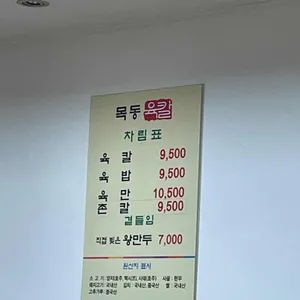 목동육칼
차림표
육 칼 9,500
육 밥 9,500
육 만 10,500
촌 칼 9,500
곁들임
직접 빚은 왕만두 7,000
원산지 표시